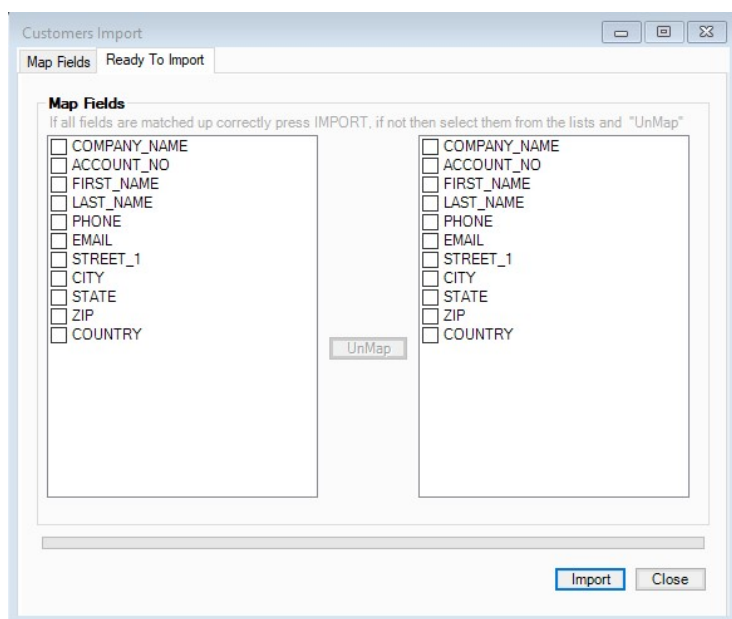 Customers Import
Map Fields Ready To Import
Map Fields
If all fields are matched up correctly press IMPORT, if not then select them from the lists and "UnMap"
COMPANY_NAME
ACCOUNT_NO
FIRST_NAME
LAST_NAME
PHONE
EMAIL
STREET_1
CITY
STATE
ZIP
COUNTRY
UnMap
COMPANY_NAME
ACCOUNT_NO
FIRST_NAME
LAST_NAME
PHONE
EMAIL
STREET_1
CITY
STATE
ZIP
COUNTRY
Import Close